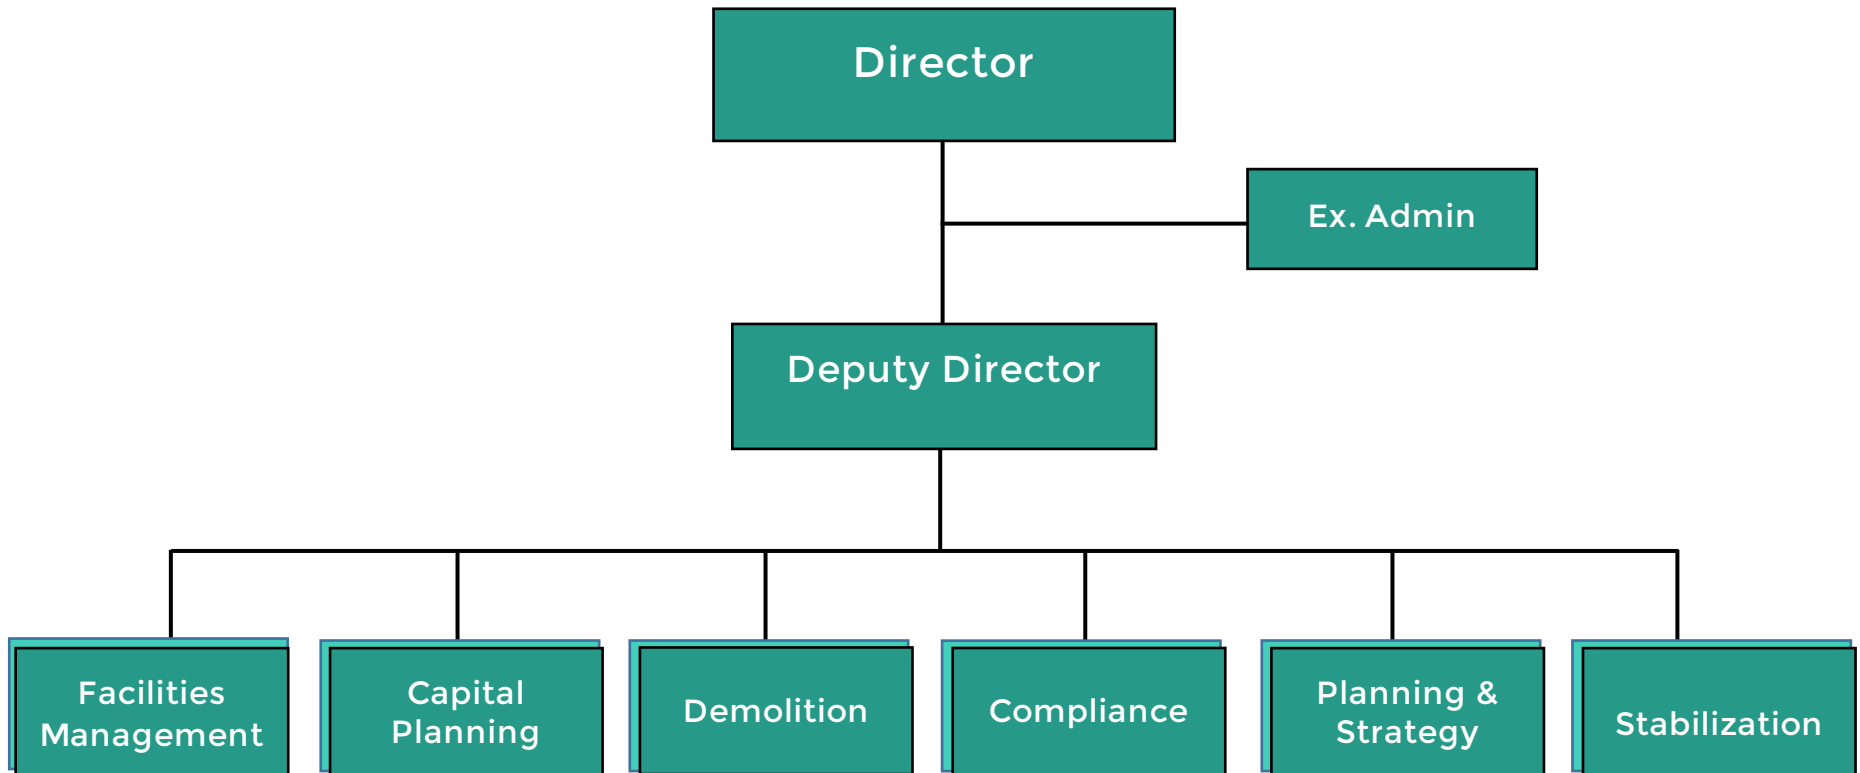 Director
Ex. Admin
Deputy Director
Facilities
Management
Capital
Planning
Demolition
Compliance
Planning &
Strategy
Stabilization